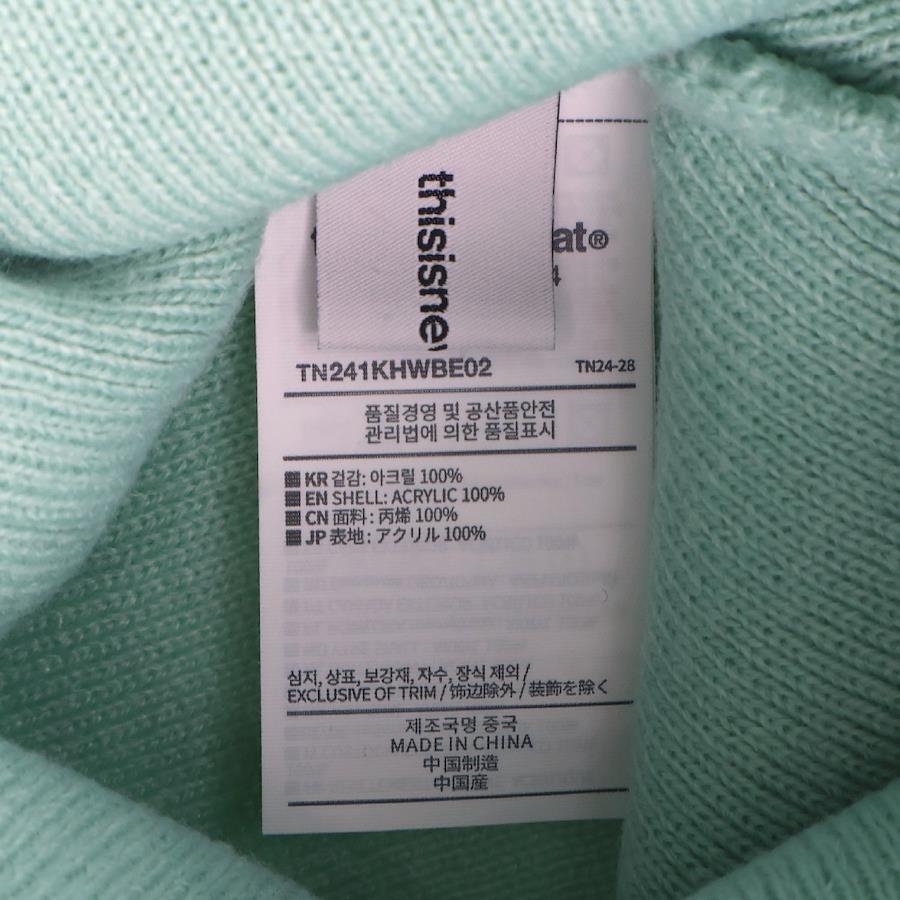 thisisne
at®
4
TN241KHWBE02 TN24-28
품질경영 및 공산품안전
관리법에 의한 품질표시
KR 겉감: 아크릴 100%
EN SHELL: ACRYLIC 100%
CN 面料: 丙烯 100%
JP 表地: アクリル 100%
심지, 상표, 보강재, 자수, 장식 제외 /
EXCLUSIVE OF TRIM / 饰边除外 / 装飾を除く
제조국명 중국
MADE IN CHINA
中国制造
中国産